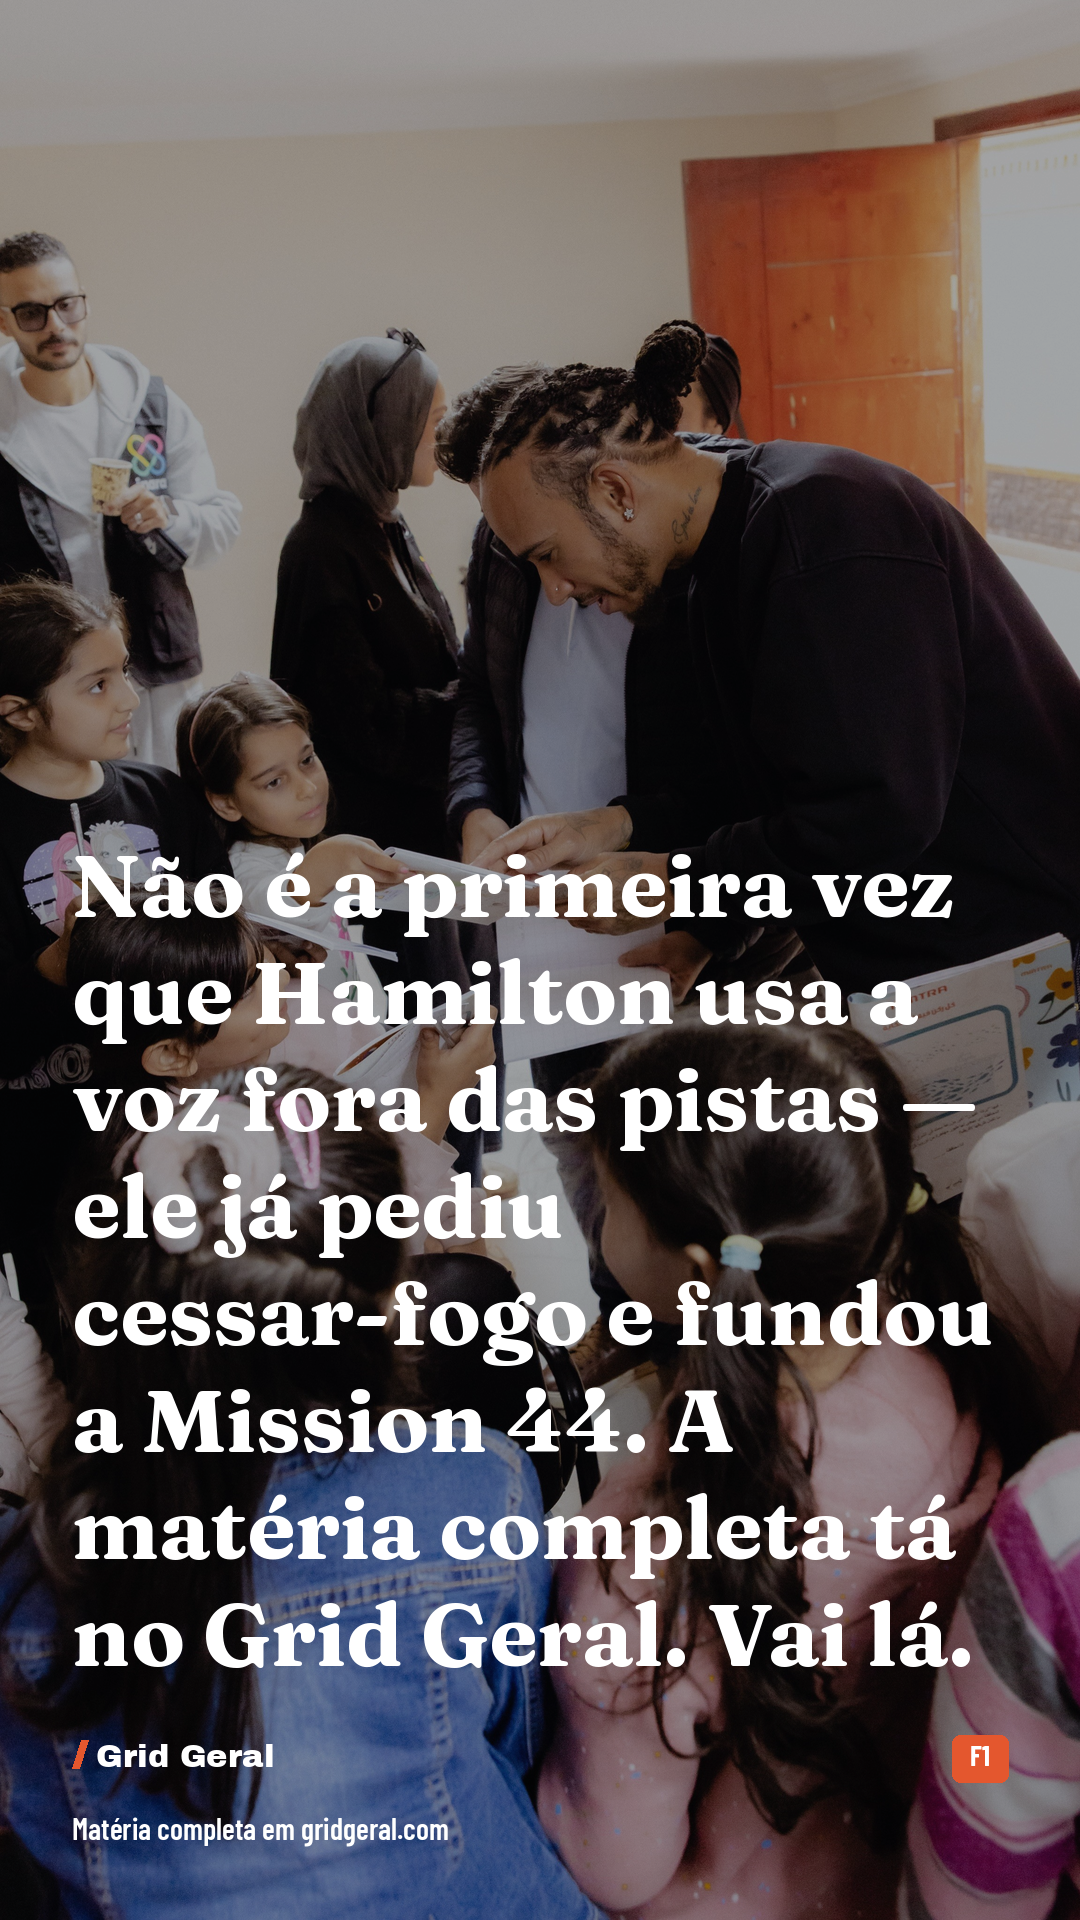 Não é a primeira vez
que Hamilton usa a
voz fora das pistas —
ele já pediu
cessar-fogo e fundou
a Mission 44. A
matéria completa tá
no Grid Geral. Vai lá.
/ Grid Geral
F1
Matéria completa em gridgeral.com